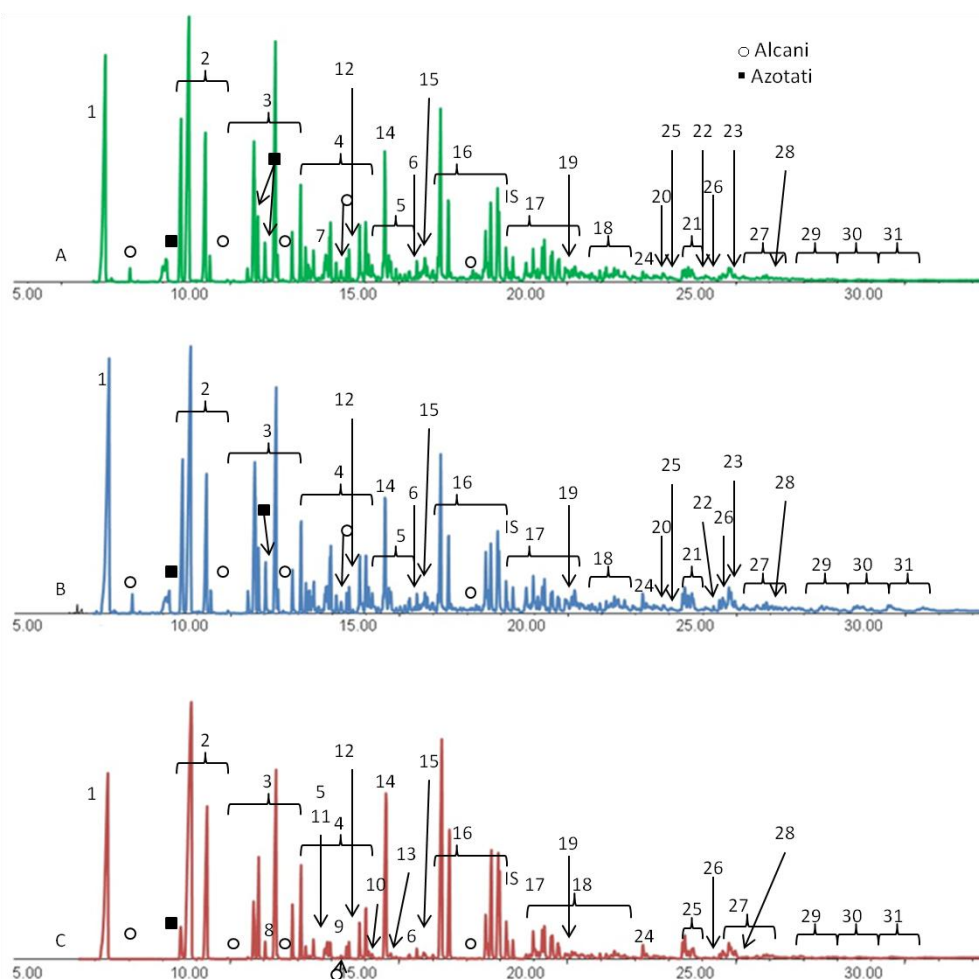 ○ Alcani
■ Azotati
1 2 3 4 7 12 14 5 6 15 16 IS 17 19 18 24 20 25 21 22 26 23 27 28 29 30 31
A
5.00 10.00 15.00 20.00 25.00 30.00
1 2 3 4 12 14 5 6 15 16 IS 17 19 18 24 20 25 21 22 26 23 27 28 29 30 31
B
5.00 10.00 15.00 20.00 25.00 30.00
1 2 3 8 5 11 4 9 12 10 14 13 6 15 16 IS 17 19 18 24 25 26 27 28 29 30 31
C
5.00 10.00 15.00 20.00 25.00 30.00